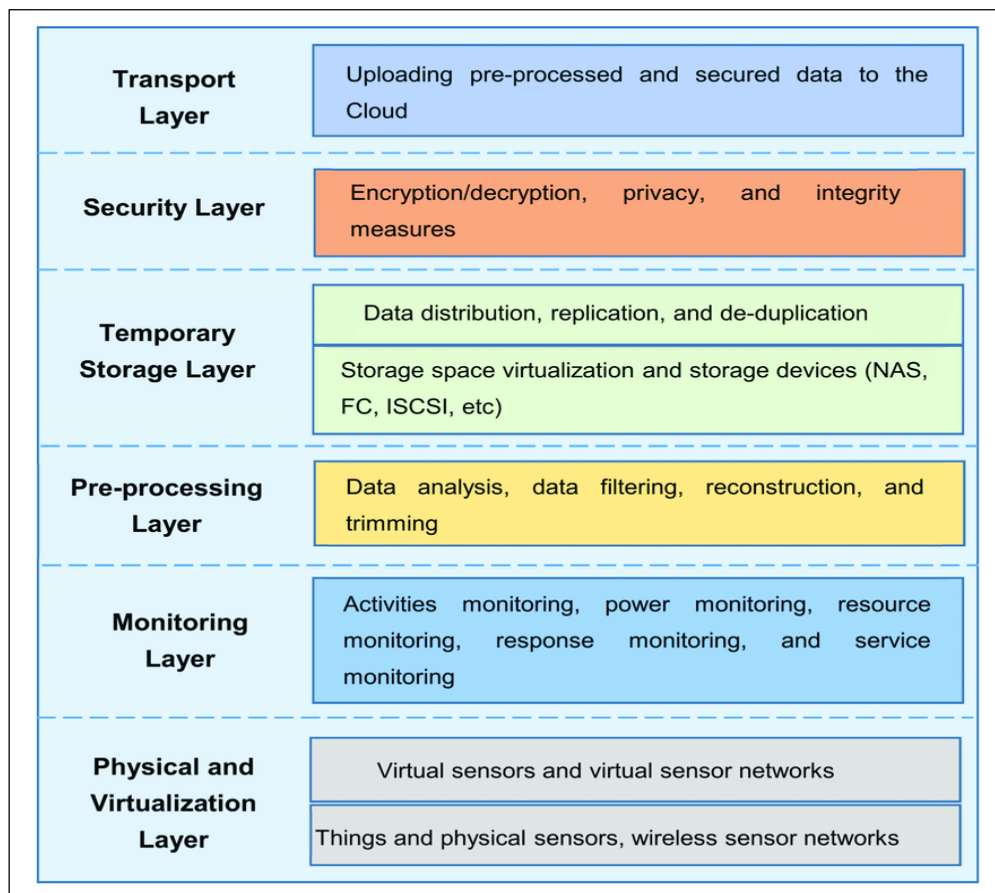 Transport
Layer
Uploading pre-processed and secured data to the
Cloud
Security Layer
Encryption/decryption, privacy, and integrity
measures
Temporary
Storage Layer
Data distribution, replication, and de-duplication
Storage space virtualization and storage devices (NAS,
FC, ISCSI, etc)
Pre-processing
Layer
Data analysis, data filtering, reconstruction, and
trimming
Monitoring
Layer
Activities monitoring, power monitoring, resource
monitoring, response monitoring, and service
monitoring
Physical and
Virtualization
Layer
Virtual sensors and virtual sensor networks
Things and physical sensors, wireless sensor networks